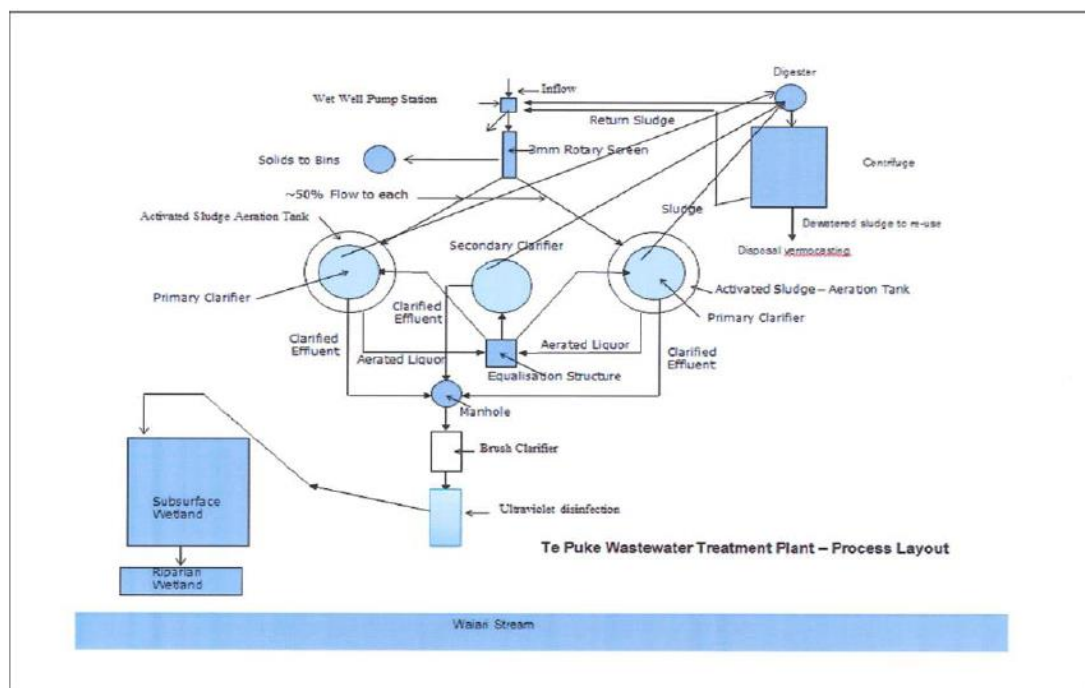 Digester
Inflow
Wet Well Pump Station
Return Sludge
3mm Rotary Screen
Solids to Bins
Centrifuge
~50% Flow to each
Sludge
Activated Sludge Aeration Tank
Dewatered sludge to re-use
Secondary Clarifier
Disposal vermocasting
Activated Sludge – Aeration Tank
Primary Clarifier
Clarified
Effluent
Primary Clarifier
Clarified
Effluent
Aerated Liquor
Aerated Liquor
Clarified
Effluent
Equalisation Structure
Manhole
Brush Clarifier
Subsurface
Wetland
Ultraviolet disinfection
Te Puke Wastewater Treatment Plant – Process Layout
Riparian
Wetland
Waiari Stream